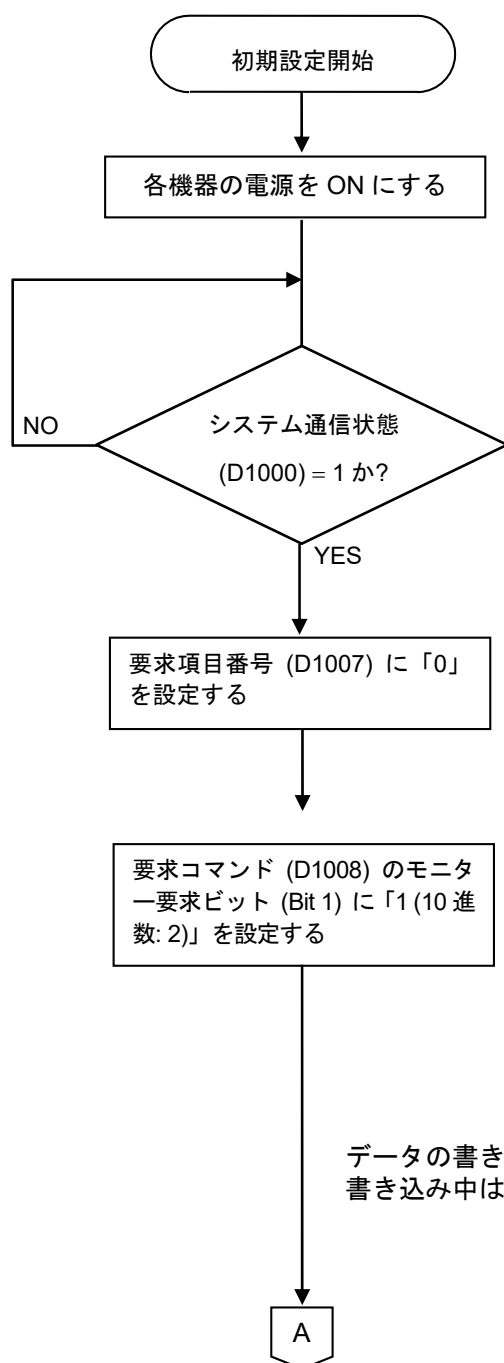 初期設定開始
各機器の電源を ON にする
NO
システム通信状態
(D1000) = 1 か?
YES
要求項目番号 (D1007) に「0」
を設定する
要求コマンド (D1008) のモニタ
ー要求ビット (Bit 1) に「1 (10 進
数: 2)」を設定する
データの書き
書き込み中は
A